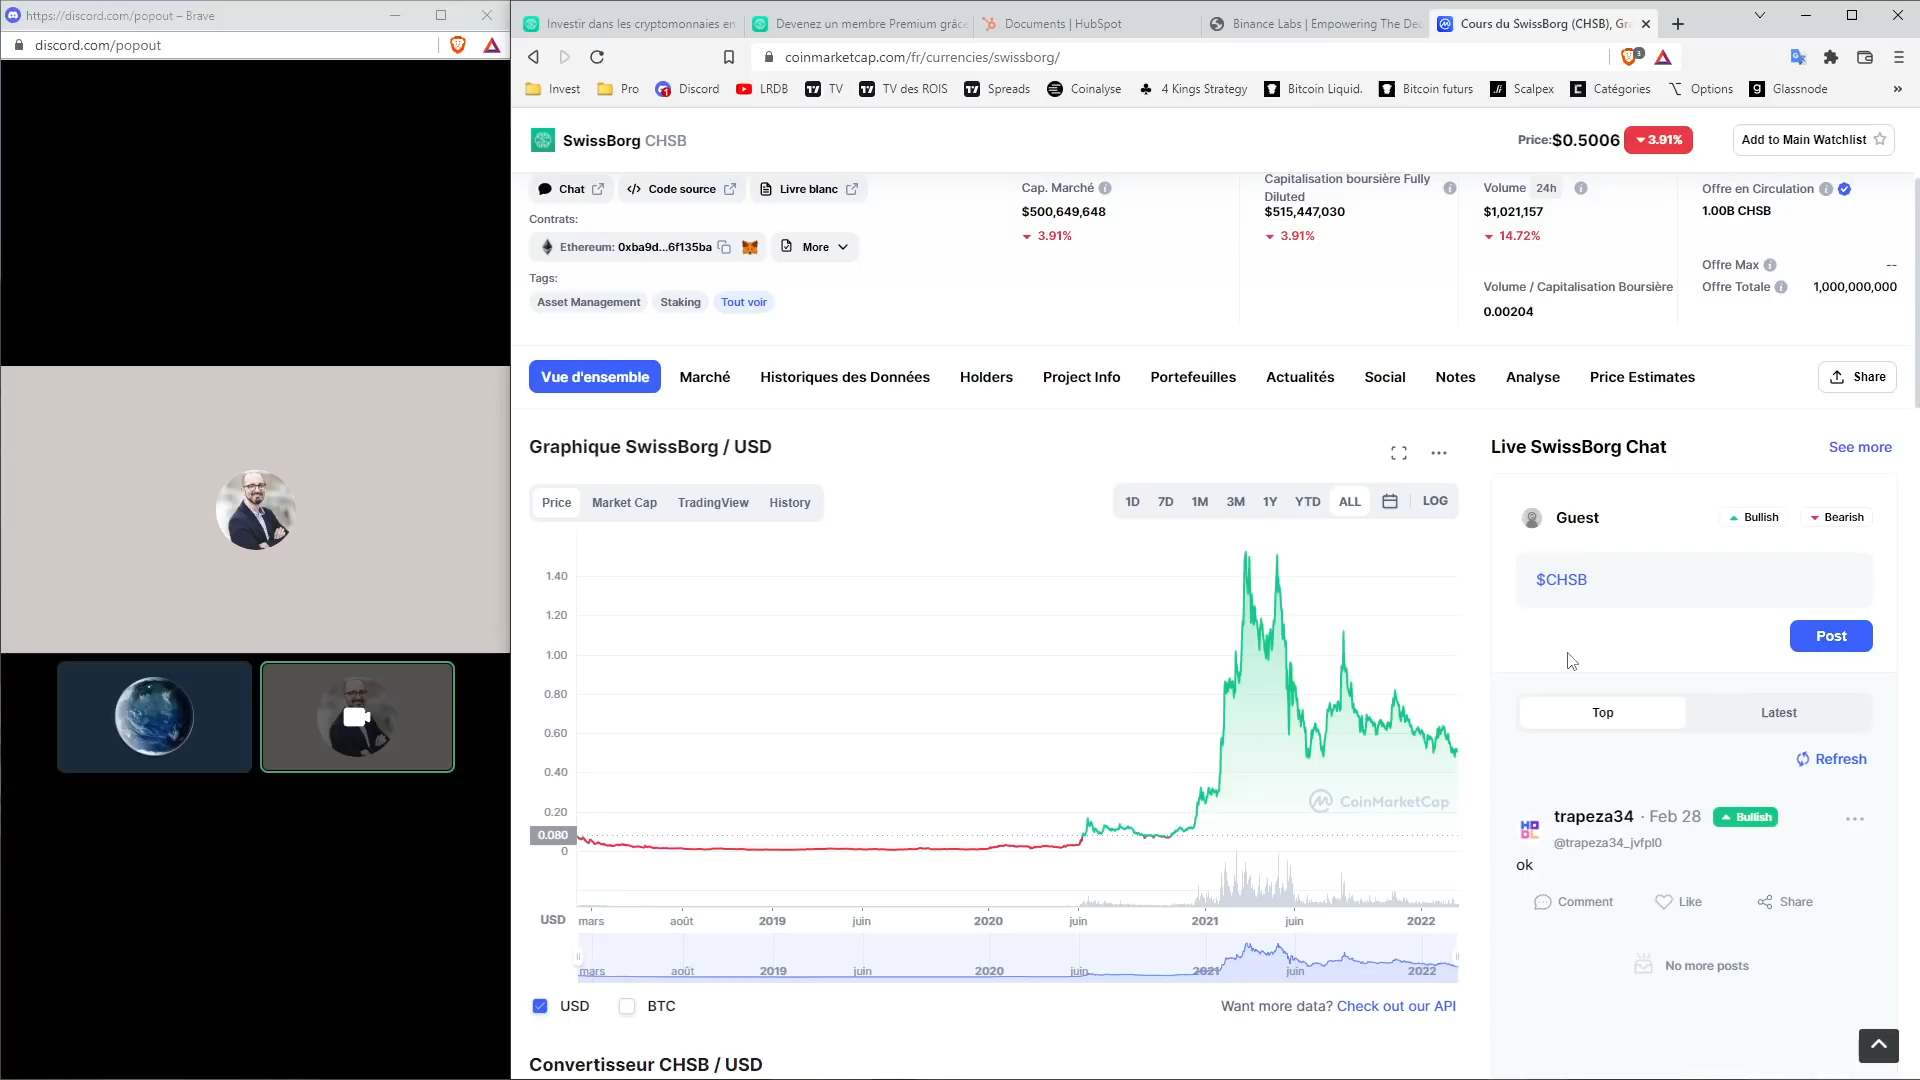 https://discord.com/popout – Brave
discord.com/popout
Investir dans les cryptomonnaies en
Devenez un membre Premium grâce
Documents | HubSpot
Binance Labs | Empowering The Dec
Cours du SwissBorg (CHSB), Gra
coinmarketcap.com/fr/currencies/swissborg/
3
Invest
Pro
Discord
LRDB
TV
TV des ROIS
Spreads
Coinalyse
4 Kings Strategy
Bitcoin Liquid.
Bitcoin futurs
Scalpex
Catégories
Options
Glassnode
SwissBorg CHSB
Price:$0.5006
3.91%
Add to Main Watchlist
Chat
Code source
Livre blanc
Contrats:
Ethereum: 0xba9d...6f135ba
More
Tags:
Asset Management
Staking
Tout voir
Cap. Marché
$500,649,648
3.91%
Capitalisation boursière Fully
Diluted
$515,447,030
3.91%
Volume 24h
$1,021,157
14.72%
Volume / Capitalisation Boursière
0.00204
Offre en Circulation
1.00B CHSB
Offre Max --
Offre Totale 1,000,000,000
Vue d'ensemble
Marché
Historiques des Données
Holders
Project Info
Portefeuilles
Actualités
Social
Notes
Analyse
Price Estimates
Share
Graphique SwissBorg / USD
Price
Market Cap
TradingView
History
1D
7D
1M
3M
1Y
YTD
ALL
LOG
1.40
1.20
1.00
0.80
0.60
0.40
0.20
0.080
0
CoinMarketCap
USD
mars
août
2019
juin
2020
juin
2021
juin
2022
mars
août
2019
juin
2020
juin
2021
juin
2022
USD
BTC
Want more data? Check out our API
Convertisseur CHSB / USD
Live SwissBorg Chat
See more
Guest
Bullish
Bearish
$CHSB
Post
Top
Latest
Refresh
trapeza34 · Feb 28
Bullish
@trapeza34_jvfpl0
ok
Comment
Like
Share
No more posts